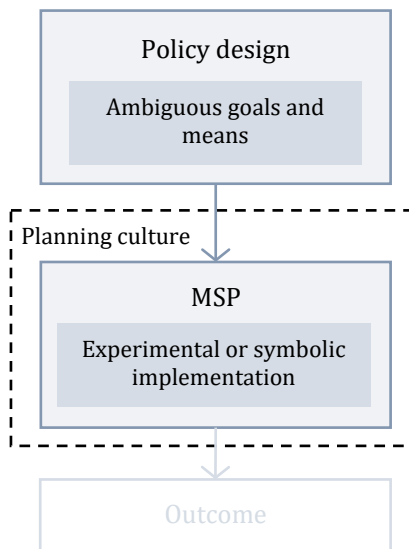 Policy design
Ambiguous goals and
means
Planning culture
MSP
Experimental or symbolic
implementation
Outcome